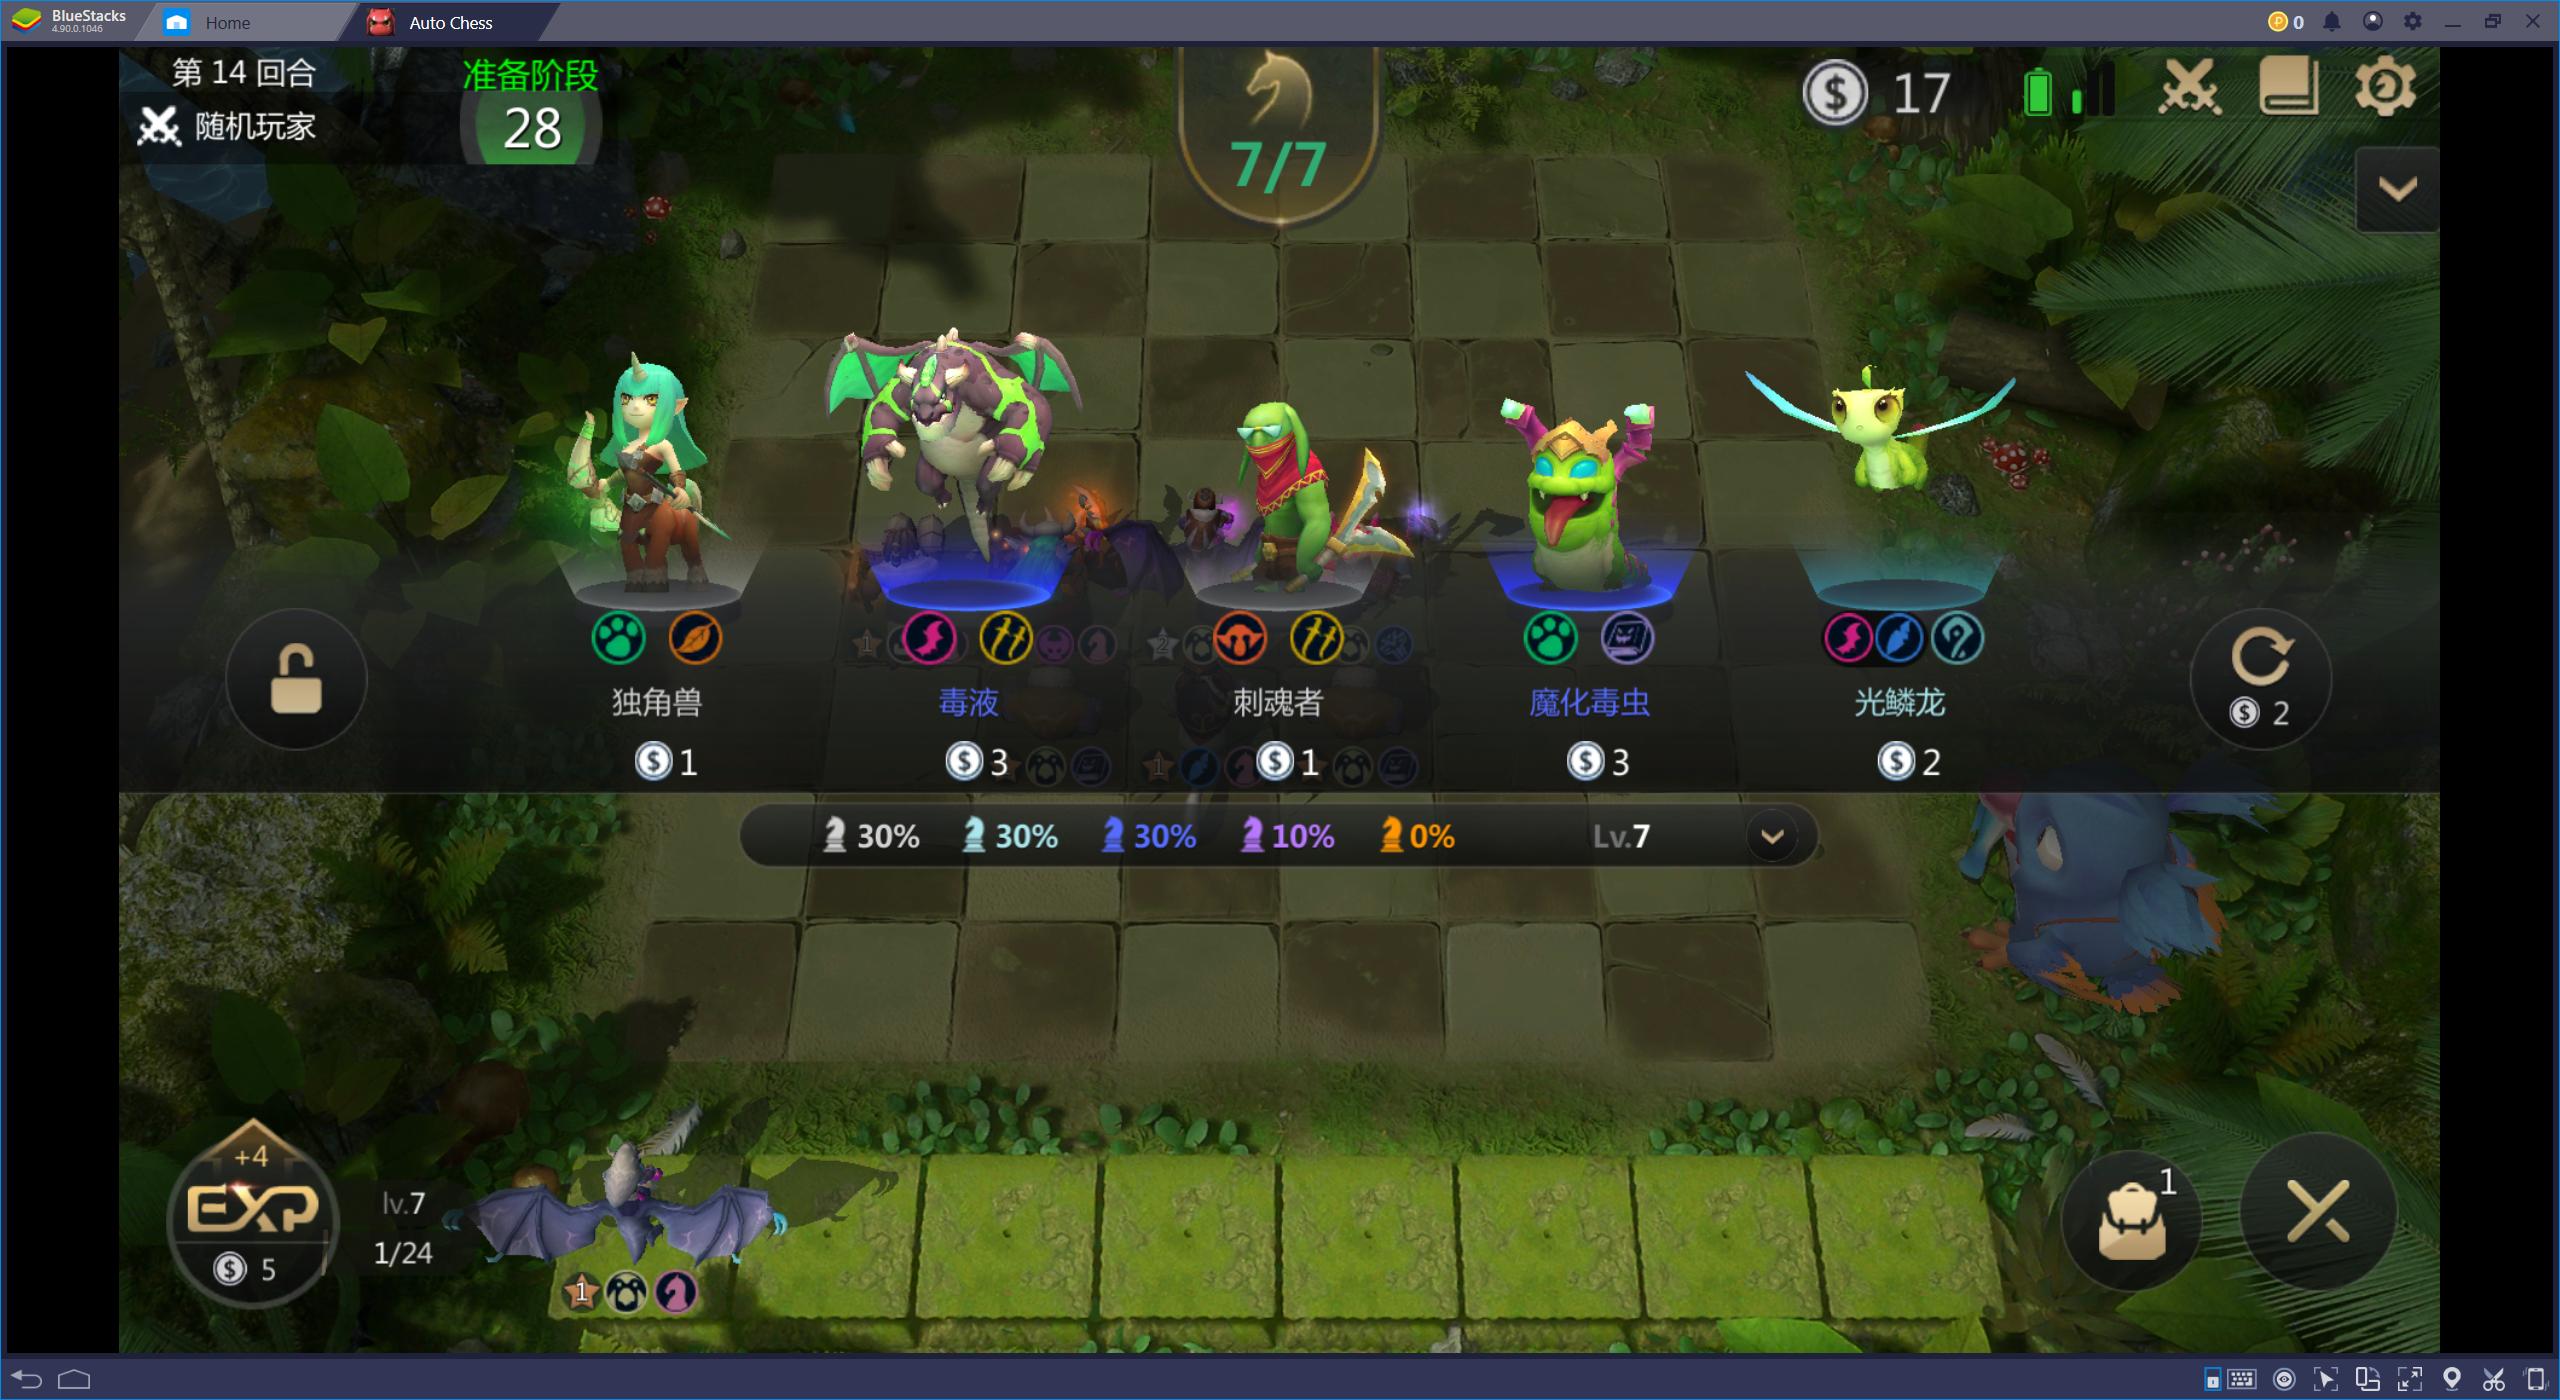 BlueStacks
4.90.0.1046
Home
Auto Chess
0
第 14 回合
准备阶段
随机玩家
28
7/7
17
独角兽
毒液
刺魂者
魔化毒虫
光鳞龙
1
3
1
3
2
2
30%
30%
30%
10%
0%
Lv.7
+4
EXP
5
lv.7
1/24
1
1